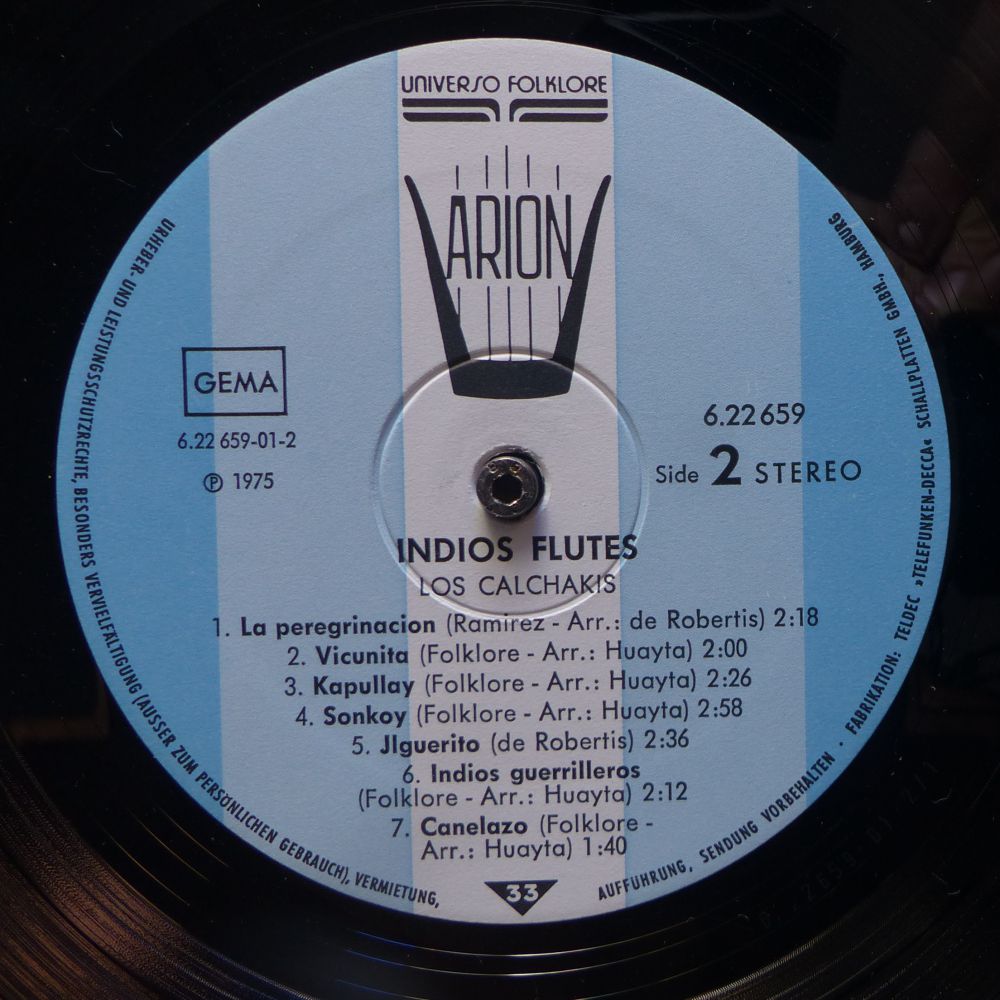 UNIVERSO FOLKLORE
ARION
GEMA
6.22 659-01-2
℗ 1975
6.22659
Side 2 STEREO
INDIOS FLUTES
LOS CALCHAKIS
1. La peregrinacion (Ramirez - Arr.: de Robertis) 2:18
2. Vicunita (Folklore - Arr.: Huayta) 2:00
3. Kapullay (Folklore - Arr.: Huayta) 2:26
4. Sonkoy (Folklore - Arr.: Huayta) 2:58
5. JIguerito (de Robertis) 2:36
6. Indios guerrilleros
(Folklore - Arr.: Huayta) 2:12
7. Canelazo (Folklore -
Arr.: Huayta) 1:40
33
URHEBER- UND LEISTUNGSSCHUTZRECHTE, BESONDERS VERVIELFÄLTIGUNG (AUSSER ZUM PERSÖNLICHEN GEBRAUCH), VERMIETUNG, AUFFÜHRUNG, SENDUNG VORBEHALTEN · FABRIKATION: TELDEC »TELEFUNKEN-DECCA« SCHALLPLATTEN GMBH., HAMBURG